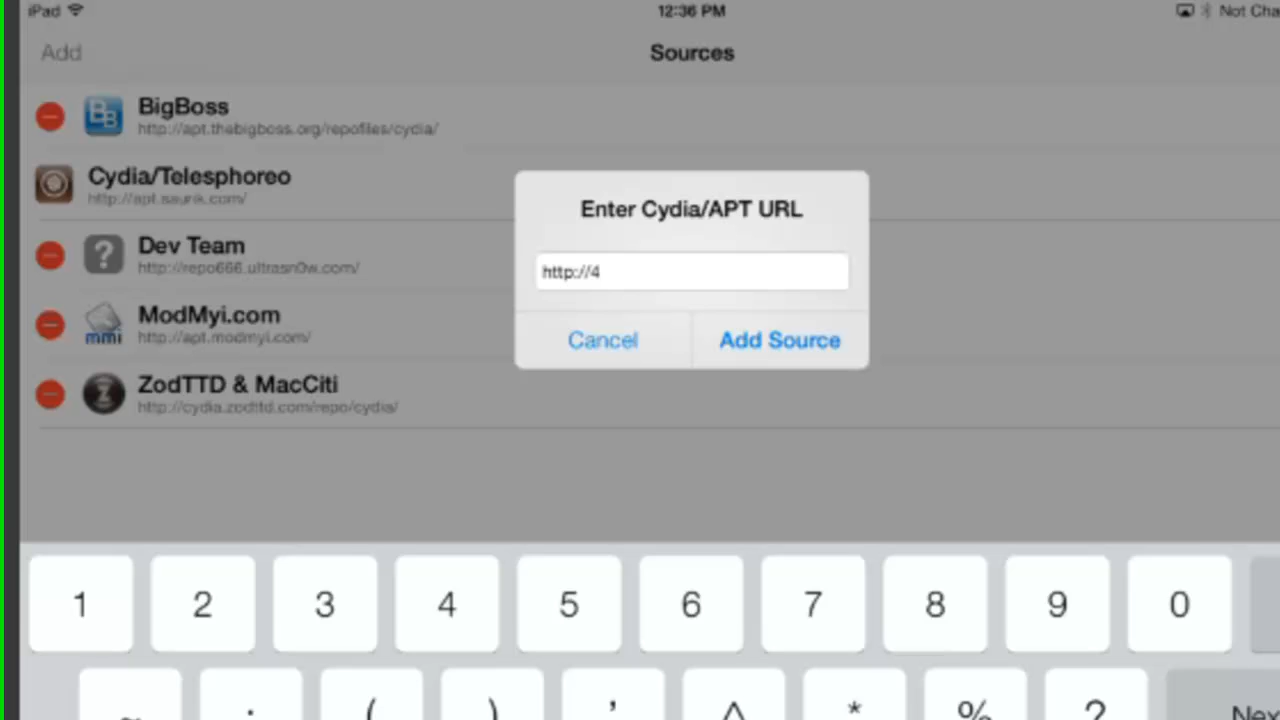 iPad 12:36 PM Not Cha
Add Sources
BigBoss
http://apt.thebigboss.org/repofiles/cydia/
Cydia/Telesphoreo
http://apt.saurik.com/
Dev Team
http://repo666.ultrasn0w.com/
ModMyi.com
mmi
http://apt.modmyi.com/
ZodTTD & MacCiti
http://cydia.zodttd.com/repo/cydia/
Enter Cydia/APT URL
http://4
Cancel Add Source
1 2 3 4 5 6 7 8 9 0
~ · ( ) ' ^ * % ? Nex